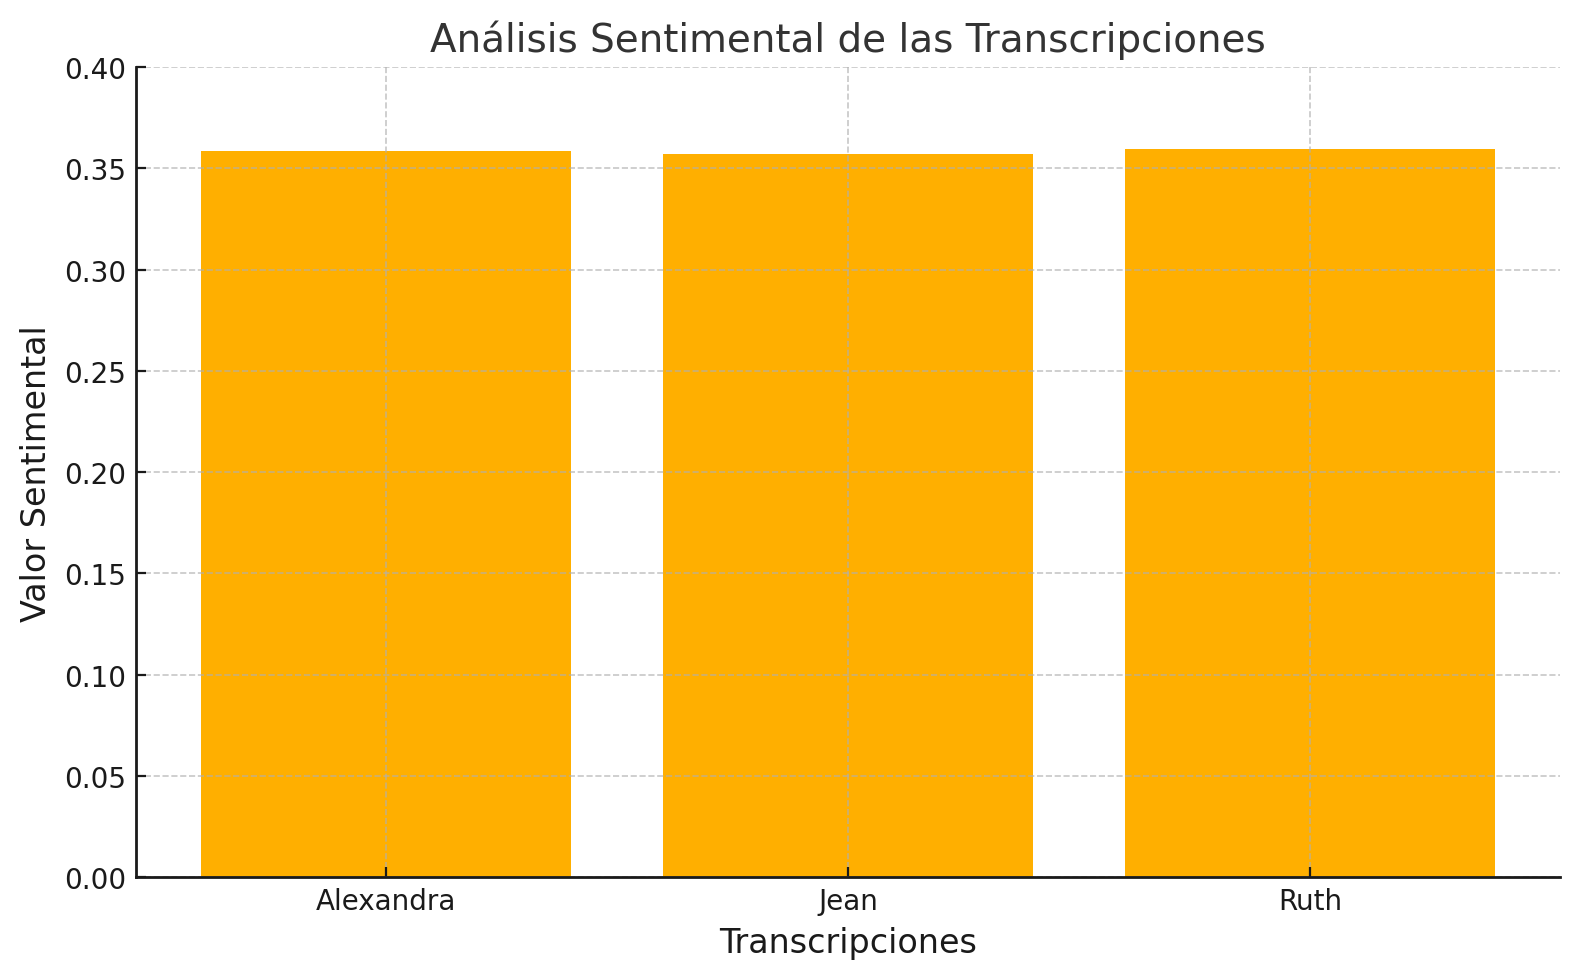 Análisis Sentimental de las Transcripciones
0.40
0.35
0.30
0.25
0.20
0.15
0.10
0.05
0.00
Valor Sentimental
Alexandra
Jean
Ruth
Transcripciones